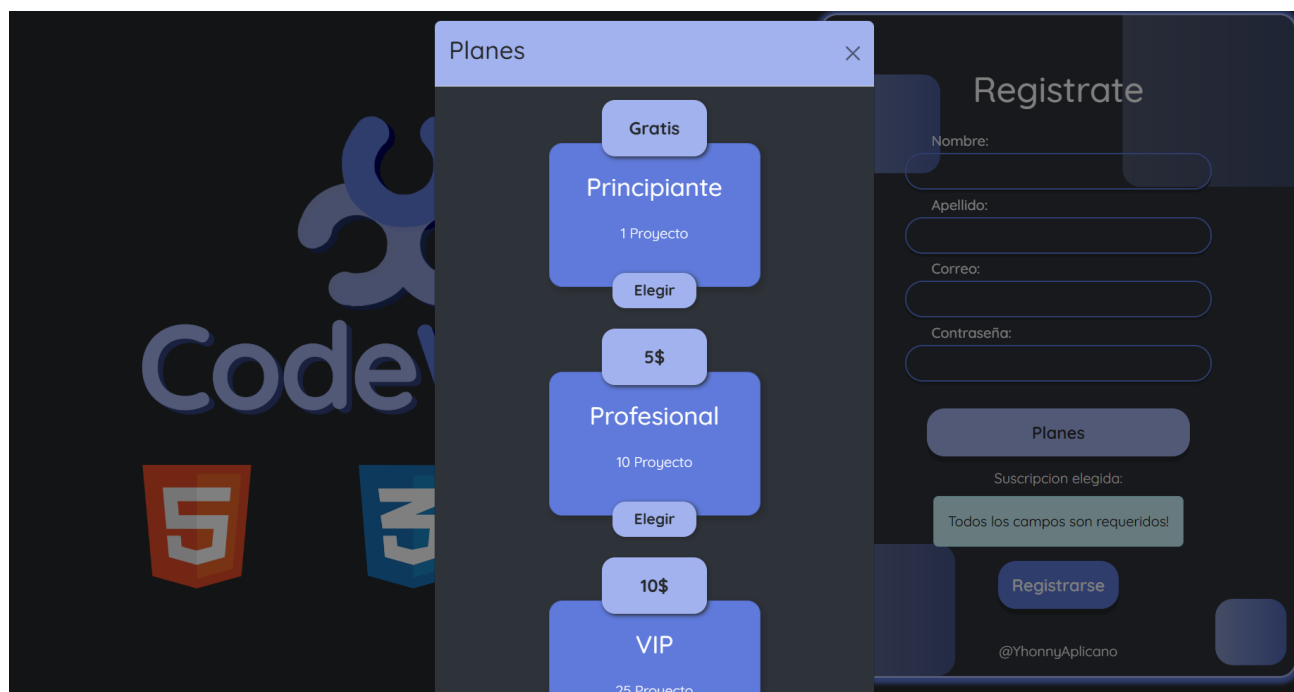 Planes
Gratis
Principiante
1 Proyecto
Elegir
5$
Profesional
10 Proyecto
Elegir
10$
VIP
25 Proyecto
Code
Registrate
Nombre:
Apellido:
Correo:
Contraseña:
Planes
Suscripcion elegida:
Todos los campos son requeridos!
Registrarse
@YhonnyAplicano